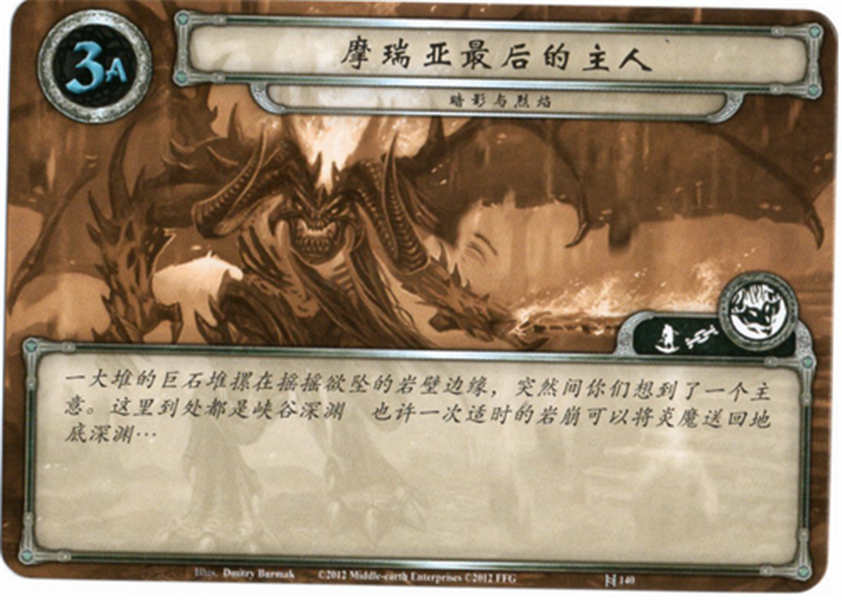 3A
摩瑞亚最后的主人
暗影与烈焰
一大堆的巨石堆摞在摇摇欲坠的岩壁边缘，突然间你们想到了一个主
意。这里到处都是峡谷深渊 也许一次适时的岩崩可以将炎魔送回地
底深渊…
Illus. Dmitry Burmak ©2012 Middle-earth Enterprises ©2012 FFG 140